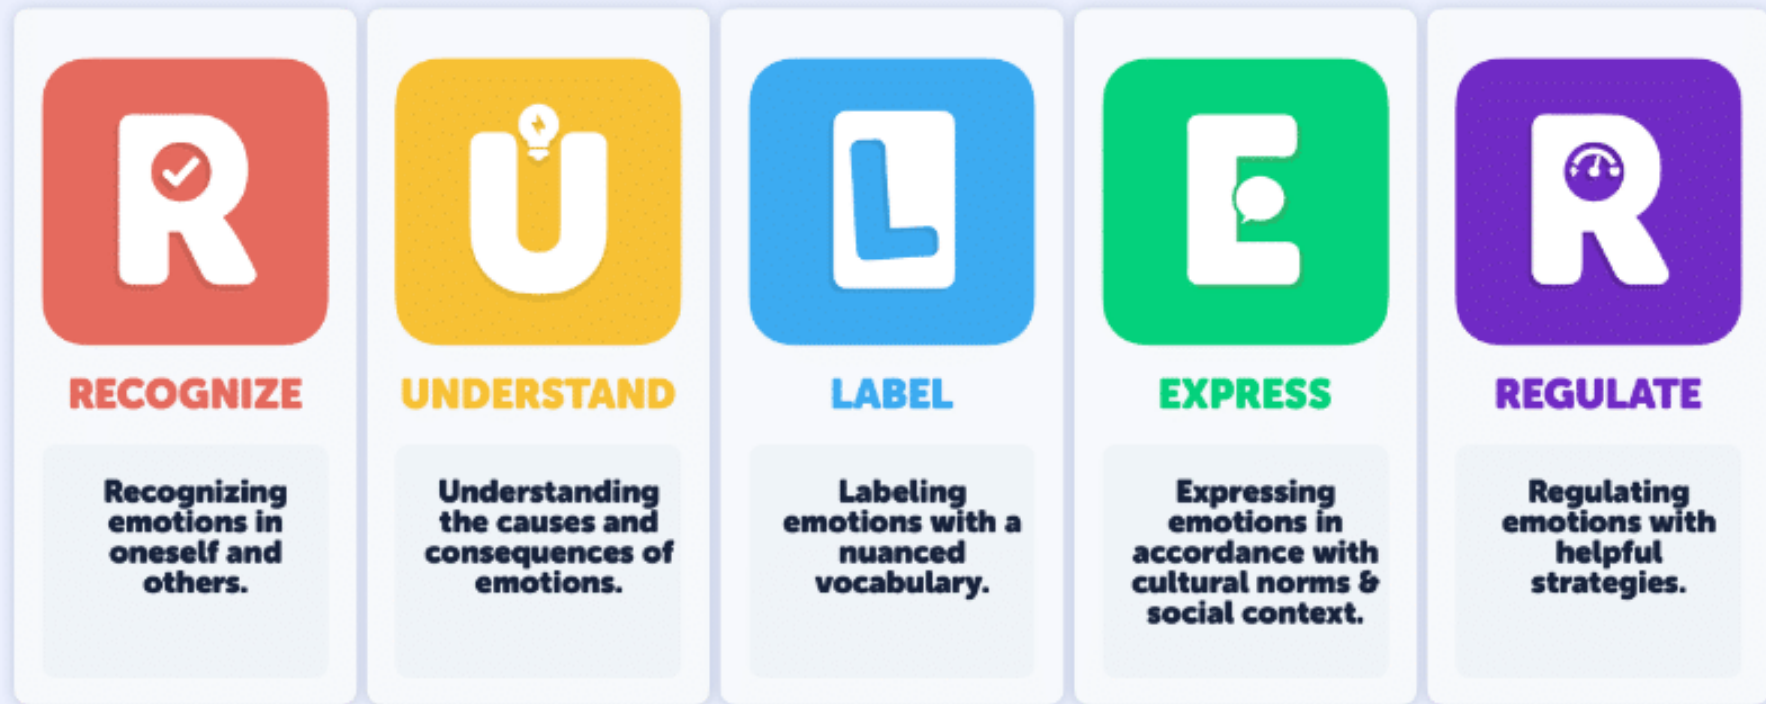 R
RECOGNIZE
Recognizing
emotions in
oneself and
others.
U
UNDERSTAND
Understanding
the causes and
consequences of
emotions.
L
LABEL
Labeling
emotions with a
nuanced
vocabulary.
E
EXPRESS
Expressing
emotions in
accordance with
cultural norms &
social context.
R
REGULATE
Regulating
emotions with
helpful
strategies.